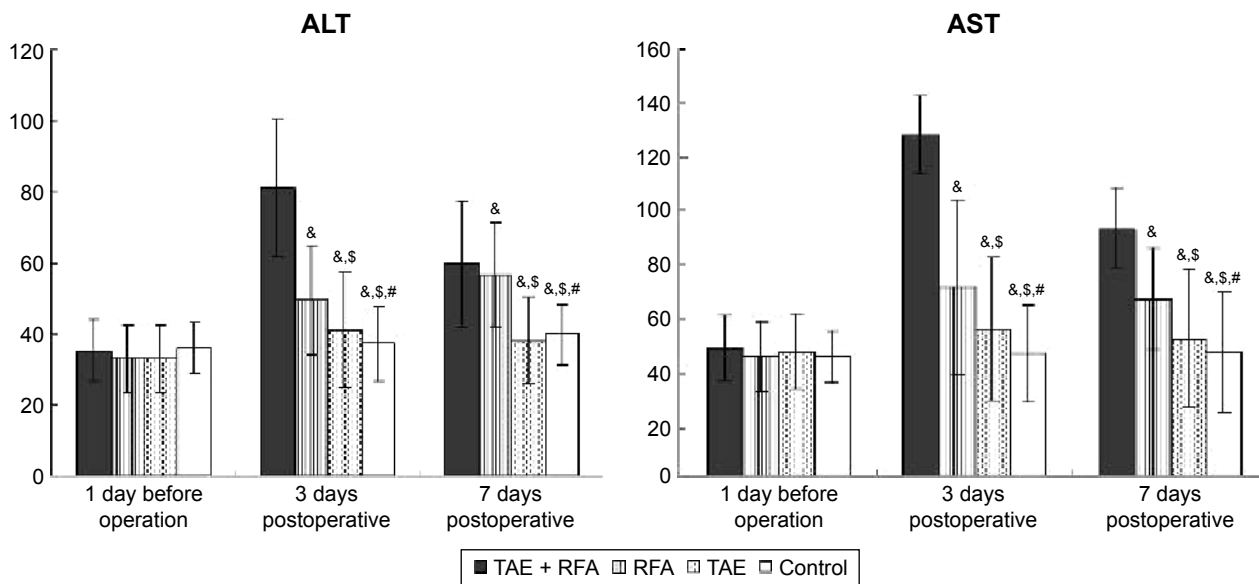 ALT
120
100
80
60
40
20
0
&
&,$
&,$,#
&
&,$
&,$,#
1 day before
operation
3 days
postoperative
7 days
postoperative
AST
160
140
120
100
80
60
40
20
0
&
&,$
&,$,#
&
&,$
&,$,#
1 day before
operation
3 days
postoperative
7 days
postoperative
TAE + RFA RFA TAE Control